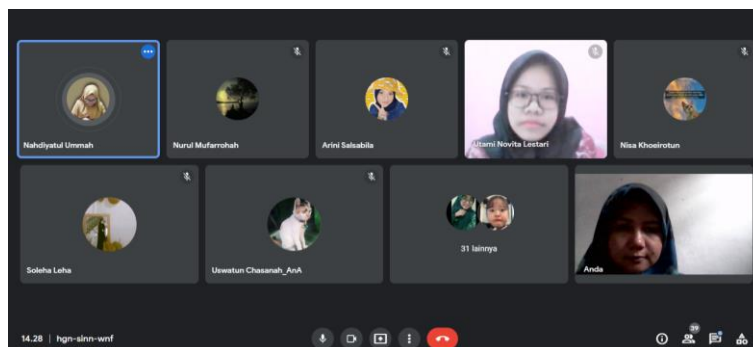 Nahdiyatul Ummah
Nurul Mufarrohah
Arini Salsabila
Utami Novita Lestari
Nisa Khoeirotun
Soleha Leha
Uswatun Chasanah_AnA
31 lainnya
Anda
14.28 | hgn-sinn-wnf
39